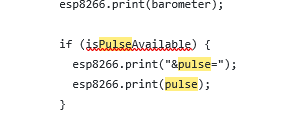 esp8266.print(barometer);
if (isPulseAvailable) {
esp8266.print("&pulse=");
esp8266.print(pulse);
}